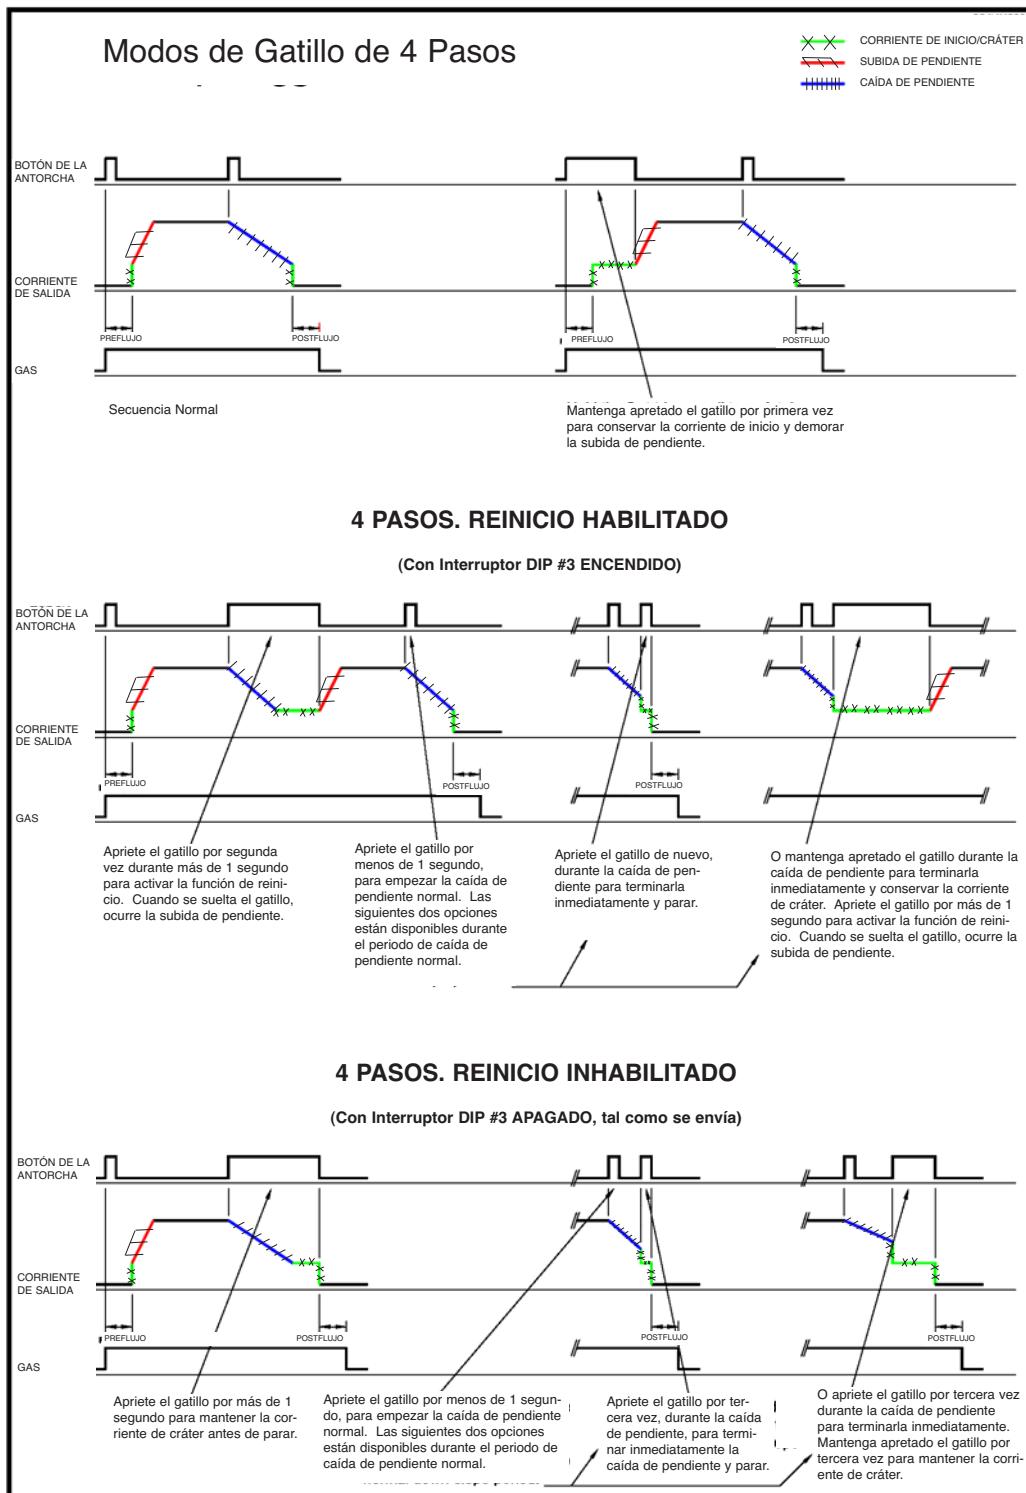 Modos de Gatillo de 4 Pasos
CORRIENTE DE INICIO/CRÁTER
SUBIDA DE PENDIENTE
CAÍDA DE PENDIENTE
BOTÓN DE LA
ANTORCHA
CORRIENTE
DE SALIDA
PREFLUJO
POSTFLUJO
PREFLUJO
POSTFLUJO
GAS
Secuencia Normal
Mantenga apretado el gatillo por primera vez
para conservar la corriente de inicio y demorar
la subida de pendiente.
4 PASOS. REINICIO HABILITADO
(Con Interruptor DIP #3 ENCENDIDO)
BOTÓN DE LA
ANTORCHA
CORRIENTE
DE SALIDA
PREFLUJO
POSTFLUJO
POSTFLUJO
GAS
Apriete el gatillo por segunda
vez durante más de 1 segundo
para activar la función de reini-
cio. Cuando se suelta el gatillo,
ocurre la subida de pendiente.
Apriete el gatillo por
menos de 1 segundo,
para empezar la caída de
pendiente normal. Las
siguientes dos opciones
están disponibles durante
el periodo de caída de
pendiente normal.
Apriete el gatillo de nuevo,
durante la caída de pen-
diente para terminarla
inmediatamente y parar.
O mantenga apretado el gatillo durante la
caída de pendiente para terminarla
inmediatamente y conservar la corriente
de cráter. Apriete el gatillo por más de 1
segundo para activar la función de reini-
cio. Cuando se suelta el gatillo, ocurre la
subida de pendiente.
4 PASOS. REINICIO INHABILITADO
(Con Interruptor DIP #3 APAGADO, tal como se envía)
BOTÓN DE LA
ANTORCHA
CORRIENTE
DE SALIDA
PREFLUJO
POSTFLUJO
POSTFLUJO
POSTFLUJO
GAS
Apriete el gatillo por más de 1
segundo para mantener la cor-
riente de cráter antes de parar.
Apriete el gatillo por menos de 1 segun-
do, para empezar la caída de pendiente
normal. Las siguientes dos opciones
están disponibles durante el periodo de
caída de pendiente normal.
Apriete el gatillo por ter-
cera vez, durante la caída
de pendiente, para termi-
nar inmediatamente la
caída de pendiente y parar.
O apriete el gatillo por tercera vez
durante la caída de pendiente
para terminarla inmediatamente.
Mantenga apretado el gatillo por
tercera vez para mantener la corri-
ente de cráter.